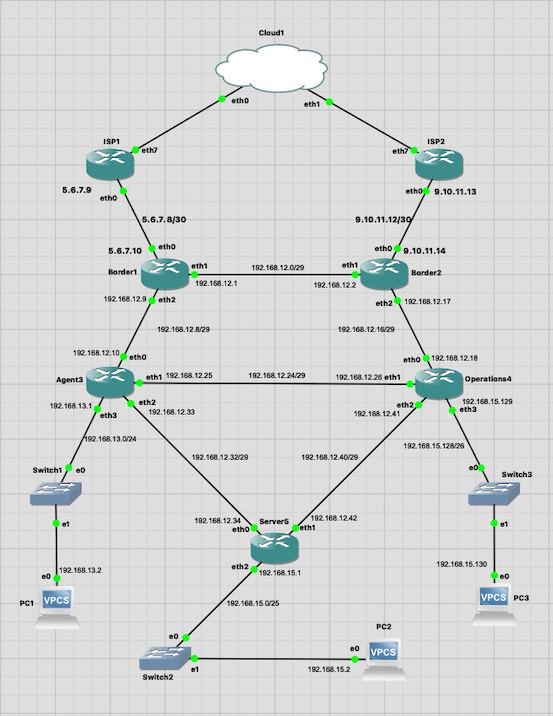 Cloud1
eth0
eth1
ISP1
eth7
ISP2
eth7
5.6.7.9
eth0
eth0
9.10.11.13
5.6.7.8/30
9.10.11.12/30
5.6.7.10
eth0
eth0
9.10.11.14
Border1
eth1
192.168.12.0/29
eth1
Border2
192.168.12.1
192.168.12.2
192.168.12.9
eth2
eth2
192.168.12.17
192.168.12.8/29
192.168.12.16/29
192.168.12.10
eth0
eth0
192.168.12.18
Agent3
eth1
192.168.12.25
192.168.12.24/29
192.168.12.26
eth1
Operations4
192.168.13.1
eth3
eth2
192.168.12.33
192.168.12.41
eth2
eth3
192.168.15.129
192.168.13.0/24
192.168.12.32/29
192.168.12.40/29
192.168.15.128/26
Switch1
e0
e0
Switch3
192.168.12.34
eth0
Server5
192.168.12.42
eth1
e1
e1
eth2
192.168.15.1
192.168.13.2
e0
PC1
VPCS
192.168.15.130
e0
VPCS
PC3
192.168.15.0/25
e0
Switch2
e1
PC2
e0
VPCS
192.168.15.2